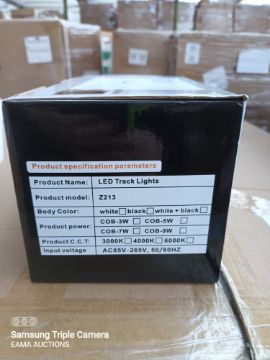 Product specification parameters
Product Name: LED Track Lights
Product model: Z213
Body Color: white□ black□ white + black□
Product power: COB-3W□ COB-5W□
COB-7W□ COB-9W□
Product C.C.T: 3000K□ 4000K□ 6000K□
Input voltage AC85V-265V, 50/60HZ
Samsung Triple Camera
EAMA AUCTIONS